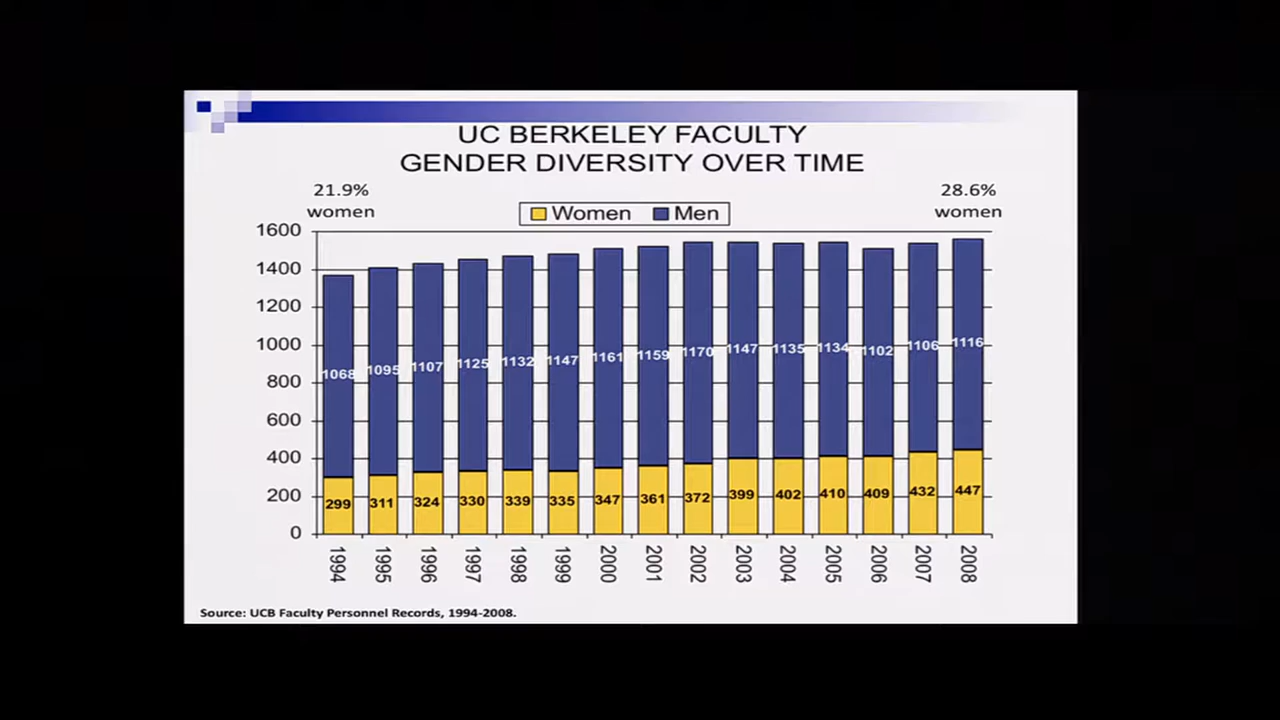 UC BERKELEY FACULTY
GENDER DIVERSITY OVER TIME
21.9%
women
28.6%
women
Women Men
1600
1400
1200
1000
800
600
400
200
0
1068 1095 1107 1125 1132 1147 1161 1159 1170 1147 1135 1134 1102 1106 1116
299 311 324 330 339 335 347 361 372 399 402 410 409 432 447
1994 1995 1996 1997 1998 1999 2000 2001 2002 2003 2004 2005 2006 2007 2008
Source: UCB Faculty Personnel Records, 1994-2008.